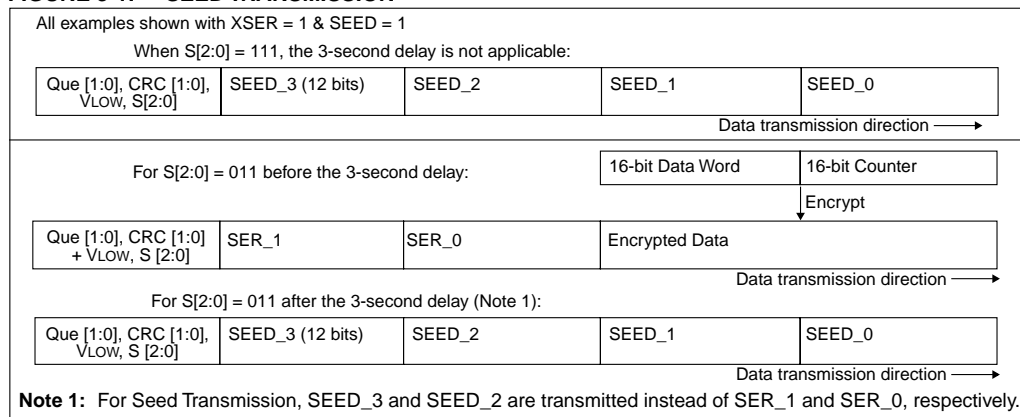 All examples shown with XSER = 1 & SEED = 1
When S[2:0] = 111, the 3-second delay is not applicable:
Que [1:0], CRC [1:0],
VLOW, S[2:0]
SEED_3 (12 bits)
SEED_2
SEED_1
SEED_0
Data transmission direction
For S[2:0] = 011 before the 3-second delay:
16-bit Data Word
16-bit Counter
Encrypt
Que [1:0], CRC [1:0]
+ VLOW, S [2:0]
SER_1
SER_0
Encrypted Data
Data transmission direction
For S[2:0] = 011 after the 3-second delay (Note 1):
Que [1:0], CRC [1:0],
VLOW, S [2:0]
SEED_3 (12 bits)
SEED_2
SEED_1
SEED_0
Data transmission direction
Note 1: For Seed Transmission, SEED_3 and SEED_2 are transmitted instead of SER_1 and SER_0, respectively.